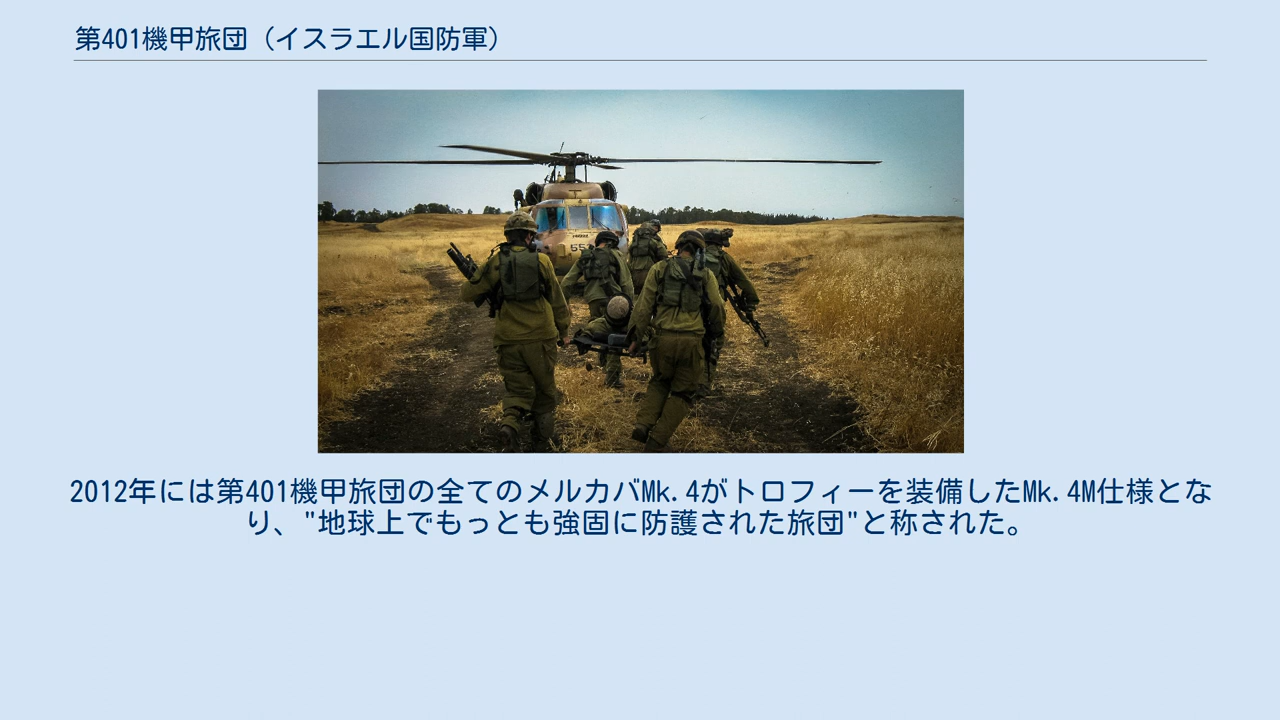 第401機甲旅団（イスラエル国防軍）
2012年には第401機甲旅団の全てのメルカバMk.4がトロフィーを装備したMk.4M仕様とな
り、"地球上でもっとも強固に防護された旅団"と称された。